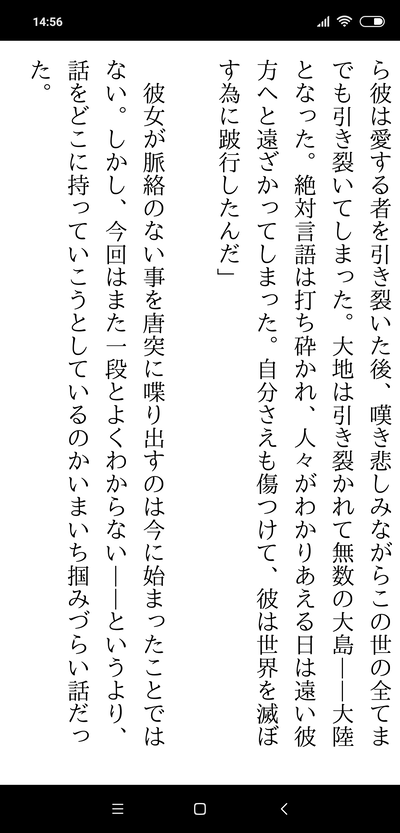 14:56
ら彼は愛する者を引き裂いた後、嘆き悲しみながらこの世の全てま
でも引き裂いてしまった。大地は引き裂かれて無数の大島――大陸
となった。絶対言語は打ち砕かれ、人々がわかりあえる日は遠い彼
方へと遠ざかってしまった。自分さえも傷つけて、彼は世界を滅ぼ
す為に跛行したんだ」
彼女が脈絡のない事を唐突に喋り出すのは今に始まったことでは
ない。しかし、今回はまた一段とよくわからない――というより、
話をどこに持っていこうとしているのかいまいち掴みづらい話だっ
た。